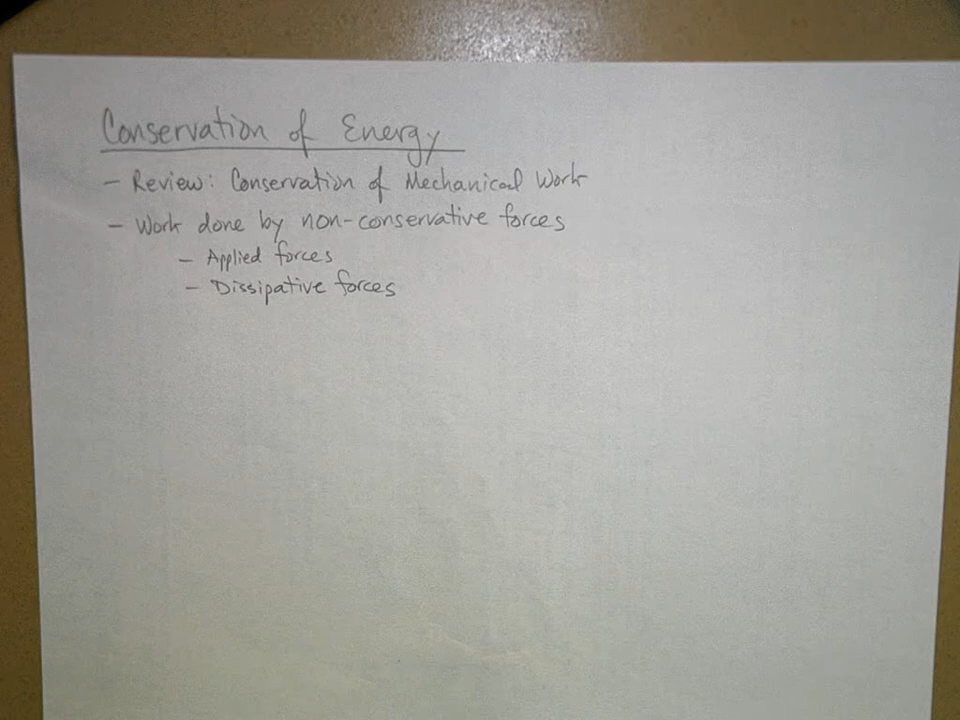 Conservation of Energy
- Review: Conservation of Mechanical Work
- Work done by non-conservative forces
- Applied forces
- Dissipative forces